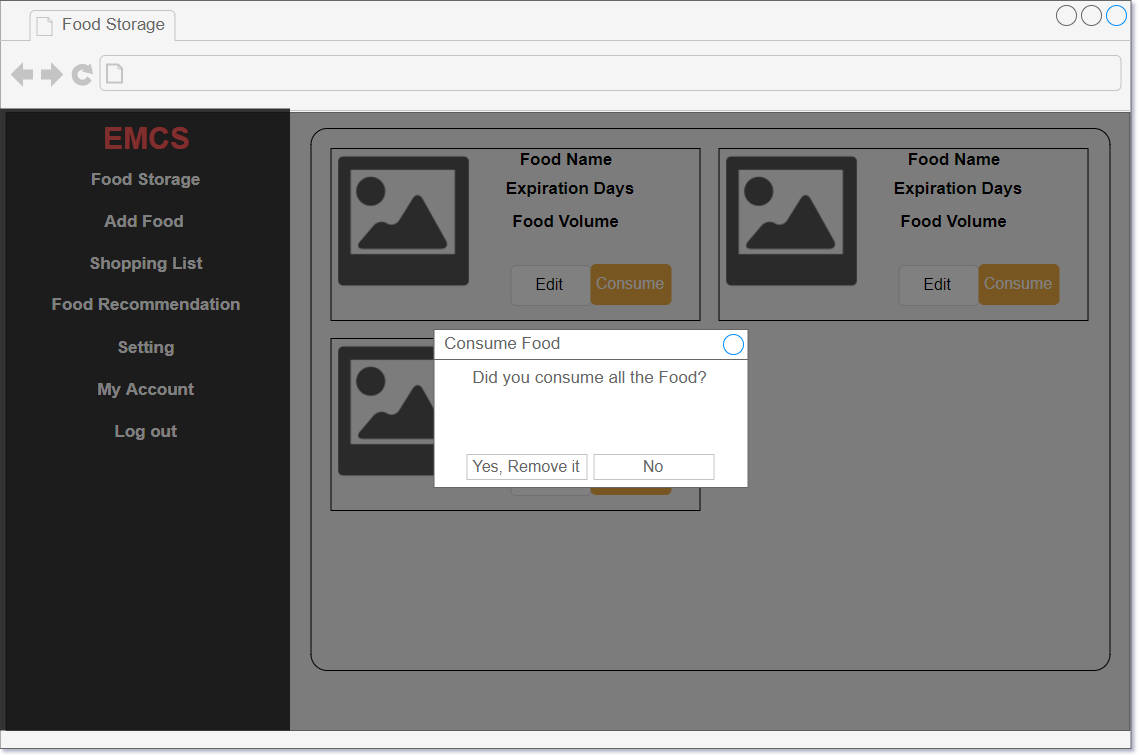 Food Storage
EMCS
Food Storage
Add Food
Shopping List
Food Recommendation
Setting
My Account
Log out
Food Name
Expiration Days
Food Volume
Edit
Consume
Food Name
Expiration Days
Food Volume
Edit
Consume
Consume Food
Did you consume all the Food?
Yes, Remove it
No